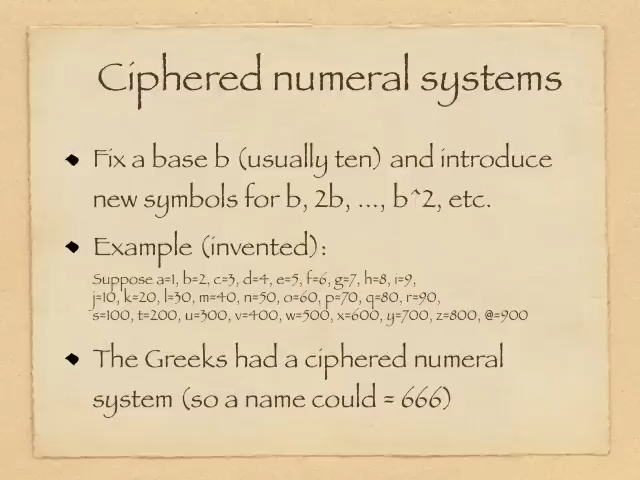 Ciphered numeral systems
Fix a base b (usually ten) and introduce
new symbols for b, 2b, ..., b^2, etc.
Example (invented):
Suppose a=1, b=2, c=3, d=4, e=5, f=6, g=7, h=8, i=9,
j=10, k=20, l=30, m=40, n=50, o=60, p=70, q=80, r=90,
s=100, t=200, u=300, v=400, w=500, x=600, y=700, z=800, @=900
The Greeks had a ciphered numeral
system (so a name could = 666)